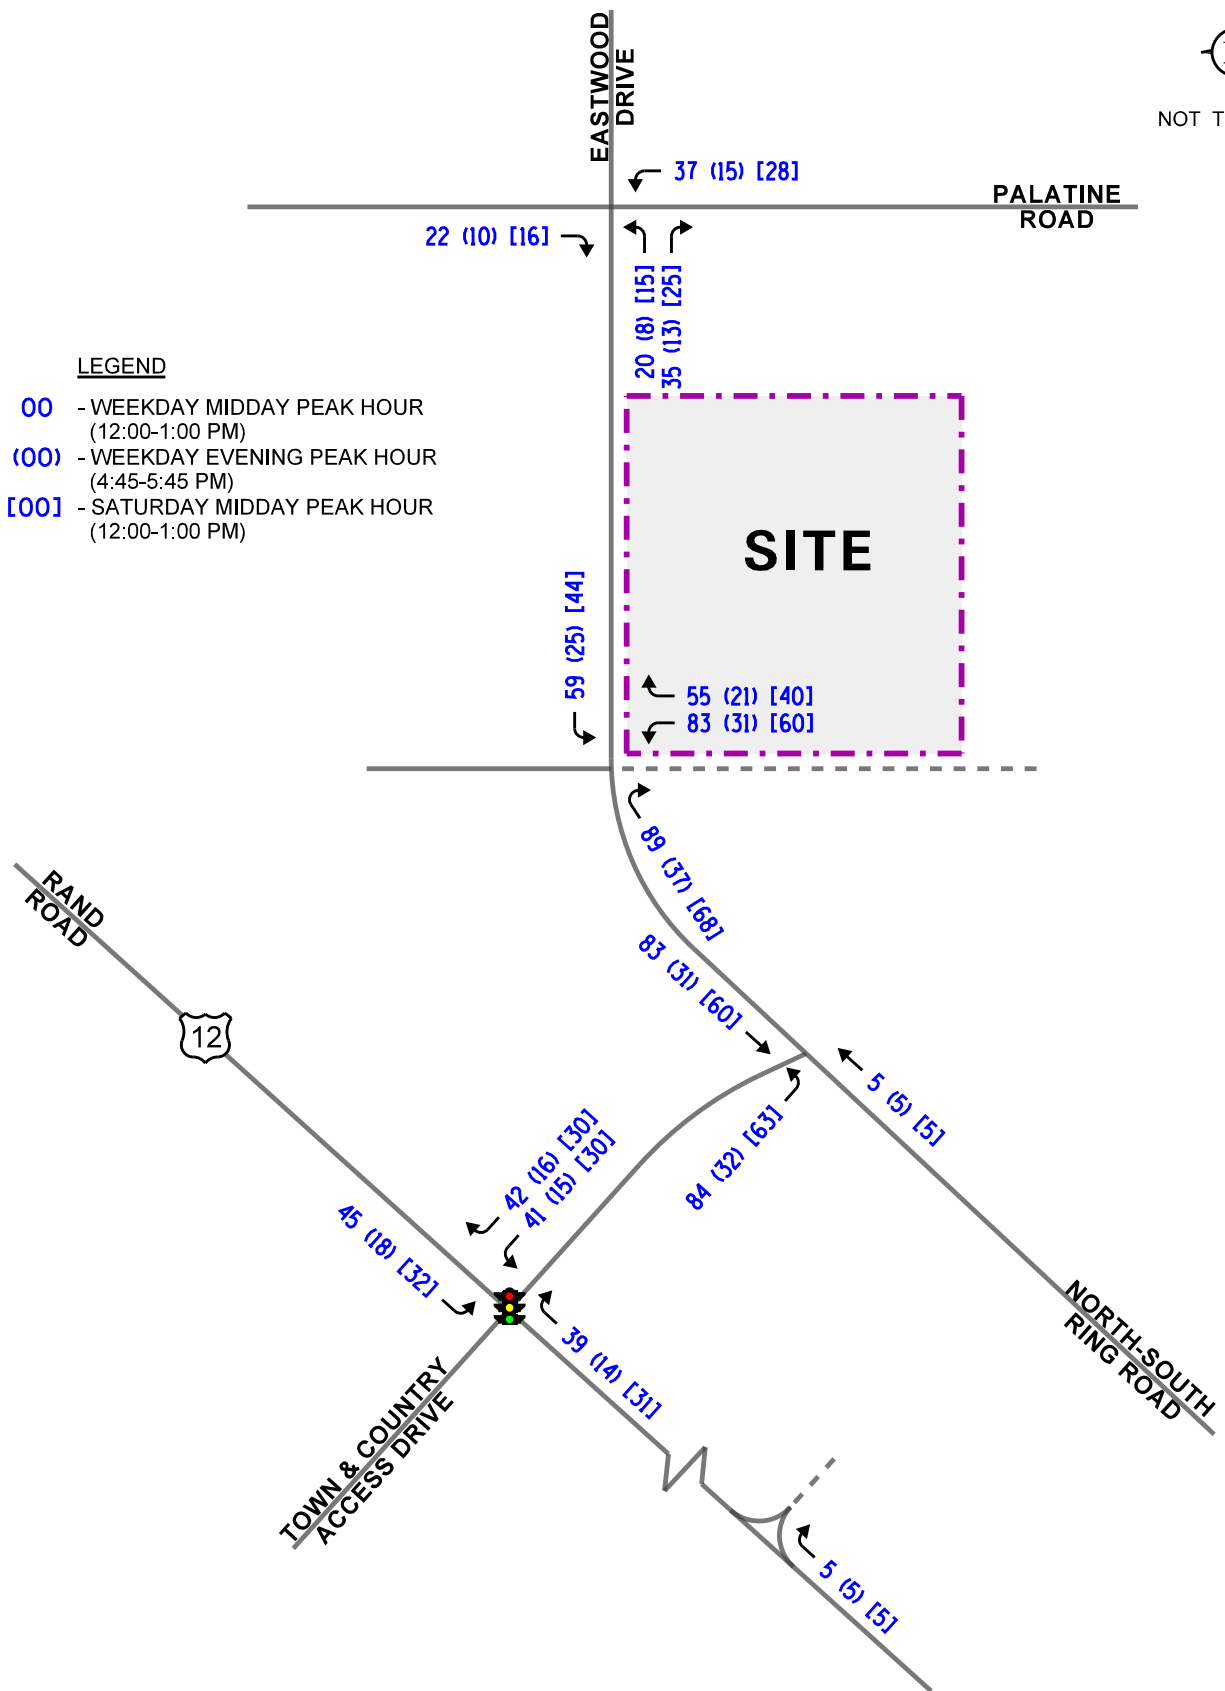 EASTWOOD
DRIVE
NOT T
37 (15) [28]
PALATINE
ROAD
22 (10) [16]
20 (8) [15]
35 (13) [25]
LEGEND
00 - WEEKDAY MIDDAY PEAK HOUR
(12:00-1:00 PM)
(00) - WEEKDAY EVENING PEAK HOUR
(4:45-5:45 PM)
[00] - SATURDAY MIDDAY PEAK HOUR
(12:00-1:00 PM)
SITE
59 (25) [44]
55 (21) [40]
83 (31) [60]
89 (37) [68]
83 (31) [60]
RAND
ROAD
12
5 (5) [5]
84 (32) [63]
42 (16) [30]
41 (15) [30]
45 (18) [32]
39 (14) [31]
NORTH-SOUTH
RING ROAD
TOWN & COUNTRY
ACCESS DRIVE
5 (5) [5]